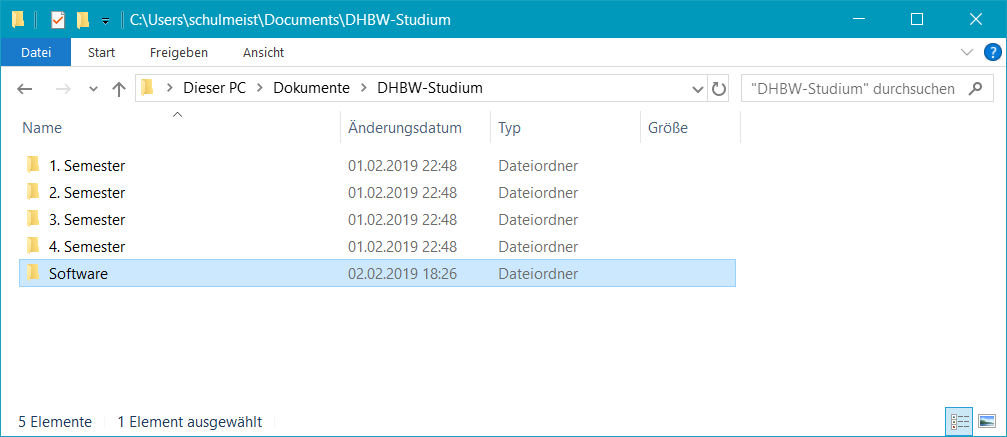 C:\Users\schulmeist\Documents\DHBW-Studium
Datei Start Freigeben Ansicht ?
Dieser PC Dokumente DHBW-Studium "DHBW-Studium" durchsuchen
Name Änderungsdatum Typ Größe
1. Semester 01.02.2019 22:48 Dateiordner
2. Semester 01.02.2019 22:48 Dateiordner
3. Semester 01.02.2019 22:48 Dateiordner
4. Semester 01.02.2019 22:48 Dateiordner
Software 02.02.2019 18:26 Dateiordner
5 Elemente 1 Element ausgewählt